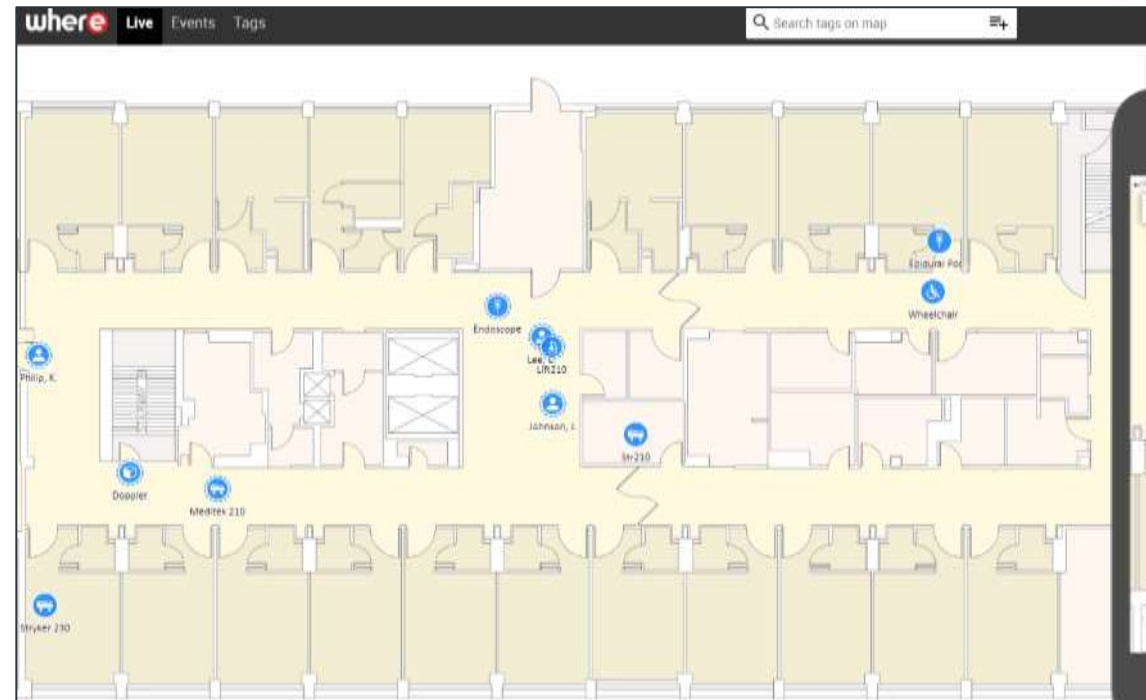 where Live Events Tags
Search tags on map
Epidural Poc
Wheelchair
Endoscope
Lee, L.
Lift210
Philip, K.
Johnson, J.
Str210
Doppler
Meditek 210
Stryker 230